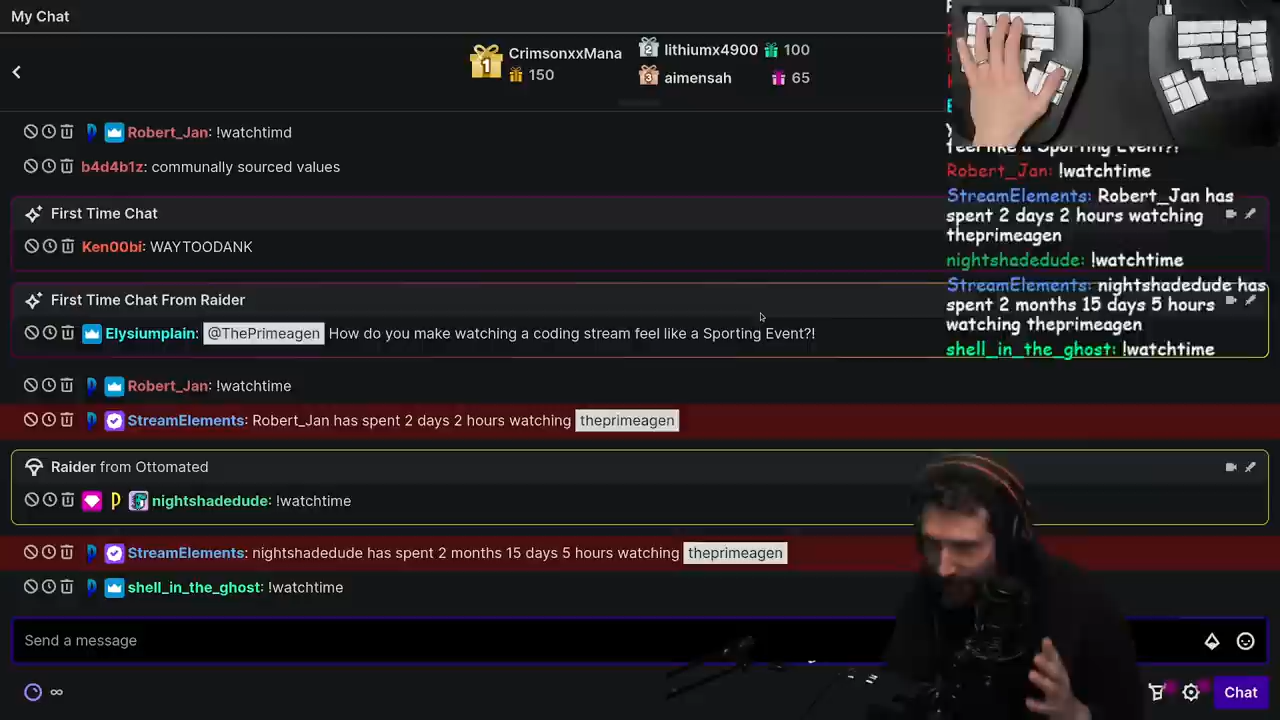 My Chat
CrimsonxxMana
150
lithiumx4900 100
aimensah 65
Robert_Jan: !watchtimd
b4d4b1z: communally sourced values
First Time Chat
Ken00bi: WAYTOODANK
First Time Chat From Raider
Elysiumplain: @ThePrimeagen How do you make watching a coding stream feel like a Sporting Event?!
Robert_Jan: !watchtime
StreamElements: Robert_Jan has spent 2 days 2 hours watching theprimeagen
Raider from Ottomated
nightshadedude: !watchtime
StreamElements: nightshadedude has spent 2 months 15 days 5 hours watching theprimeagen
shell_in_the_ghost: !watchtime
Send a message
Chat
feel like a Sporting Event?!
Robert_Jan: !watchtime
StreamElements: Robert_Jan has
spent 2 days 2 hours watching
theprimeagen
nightshadedude: !watchtime
StreamElements: nightshadedude has
spent 2 months 15 days 5 hours
watching theprimeagen
shell_in_the_ghost: !watchtime